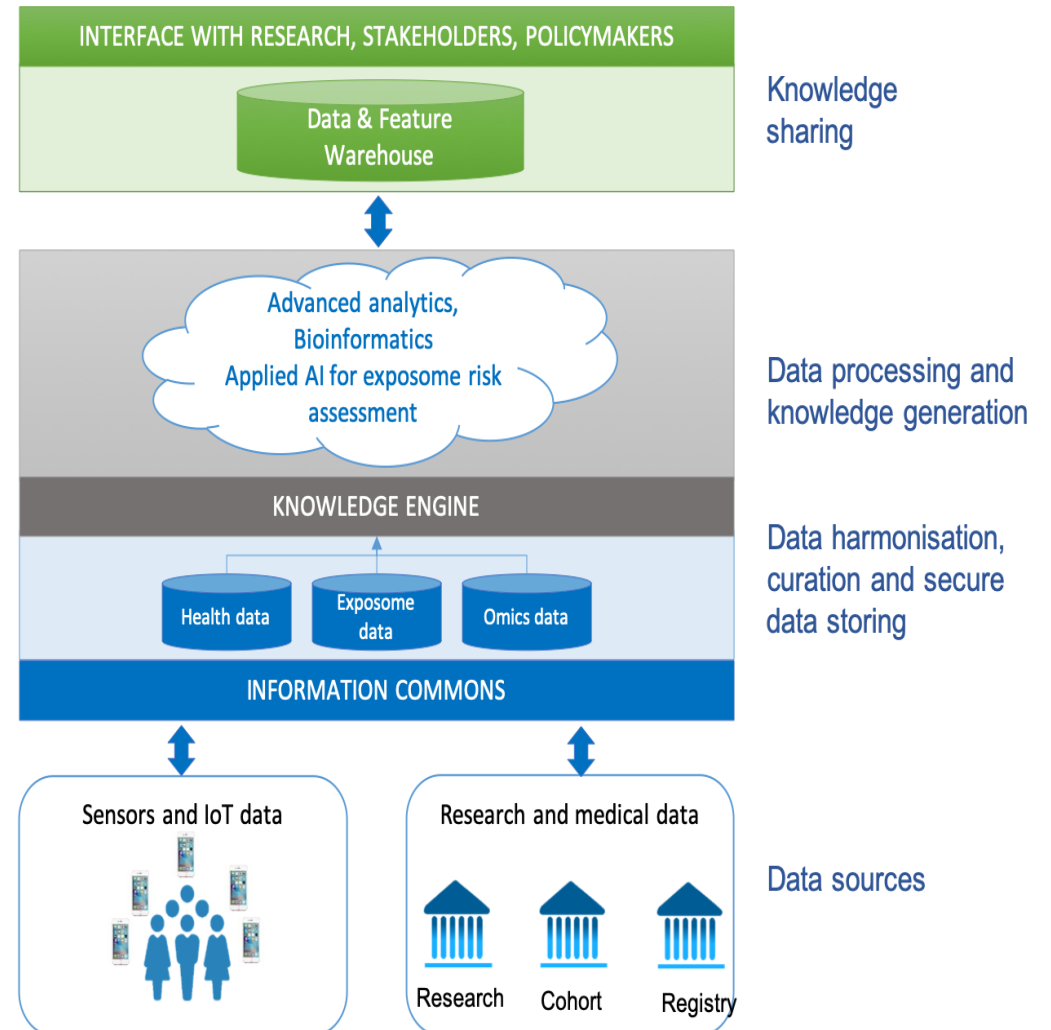 INTERFACE WITH RESEARCH, STAKEHOLDERS, POLICYMAKERS
Data & Feature
Warehouse
Knowledge
sharing
Advanced analytics,
Bioinformatics
Applied AI for exposome risk
assessment
Data processing and
knowledge generation
KNOWLEDGE ENGINE
Health data
Exposome
data
Omics data
Data harmonisation,
curation and secure
data storing
INFORMATION COMMONS
Sensors and IoT data
Research and medical data
Research
Cohort
Registry
Data sources